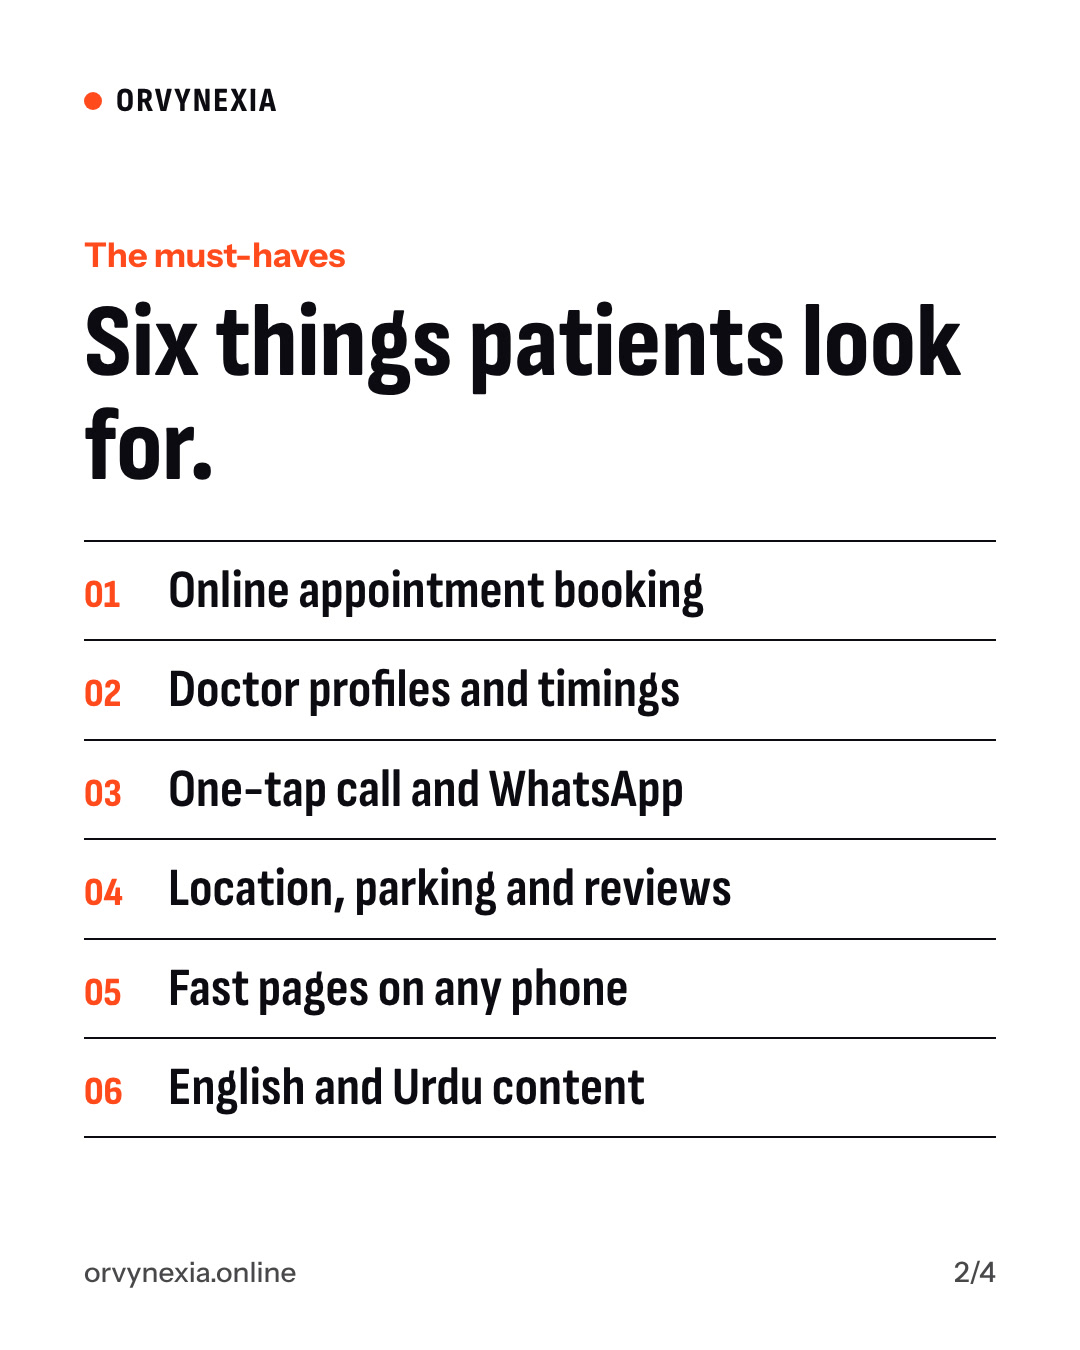 ORVYNEXIA
The must-haves
Six things patients look
for.
01 Online appointment booking
02 Doctor profiles and timings
03 One-tap call and WhatsApp
04 Location, parking and reviews
05 Fast pages on any phone
06 English and Urdu content
orvynexia.online 2/4